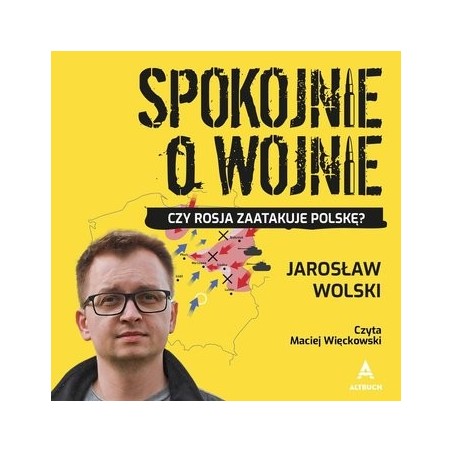 SPOKOJNIE
O WOJNIE
CZY ROSJA ZAATAKUJE POLSKĘ?
JAROSŁAW
WOLSKI
Czyta
Maciej Więckowski
ALTRUCH